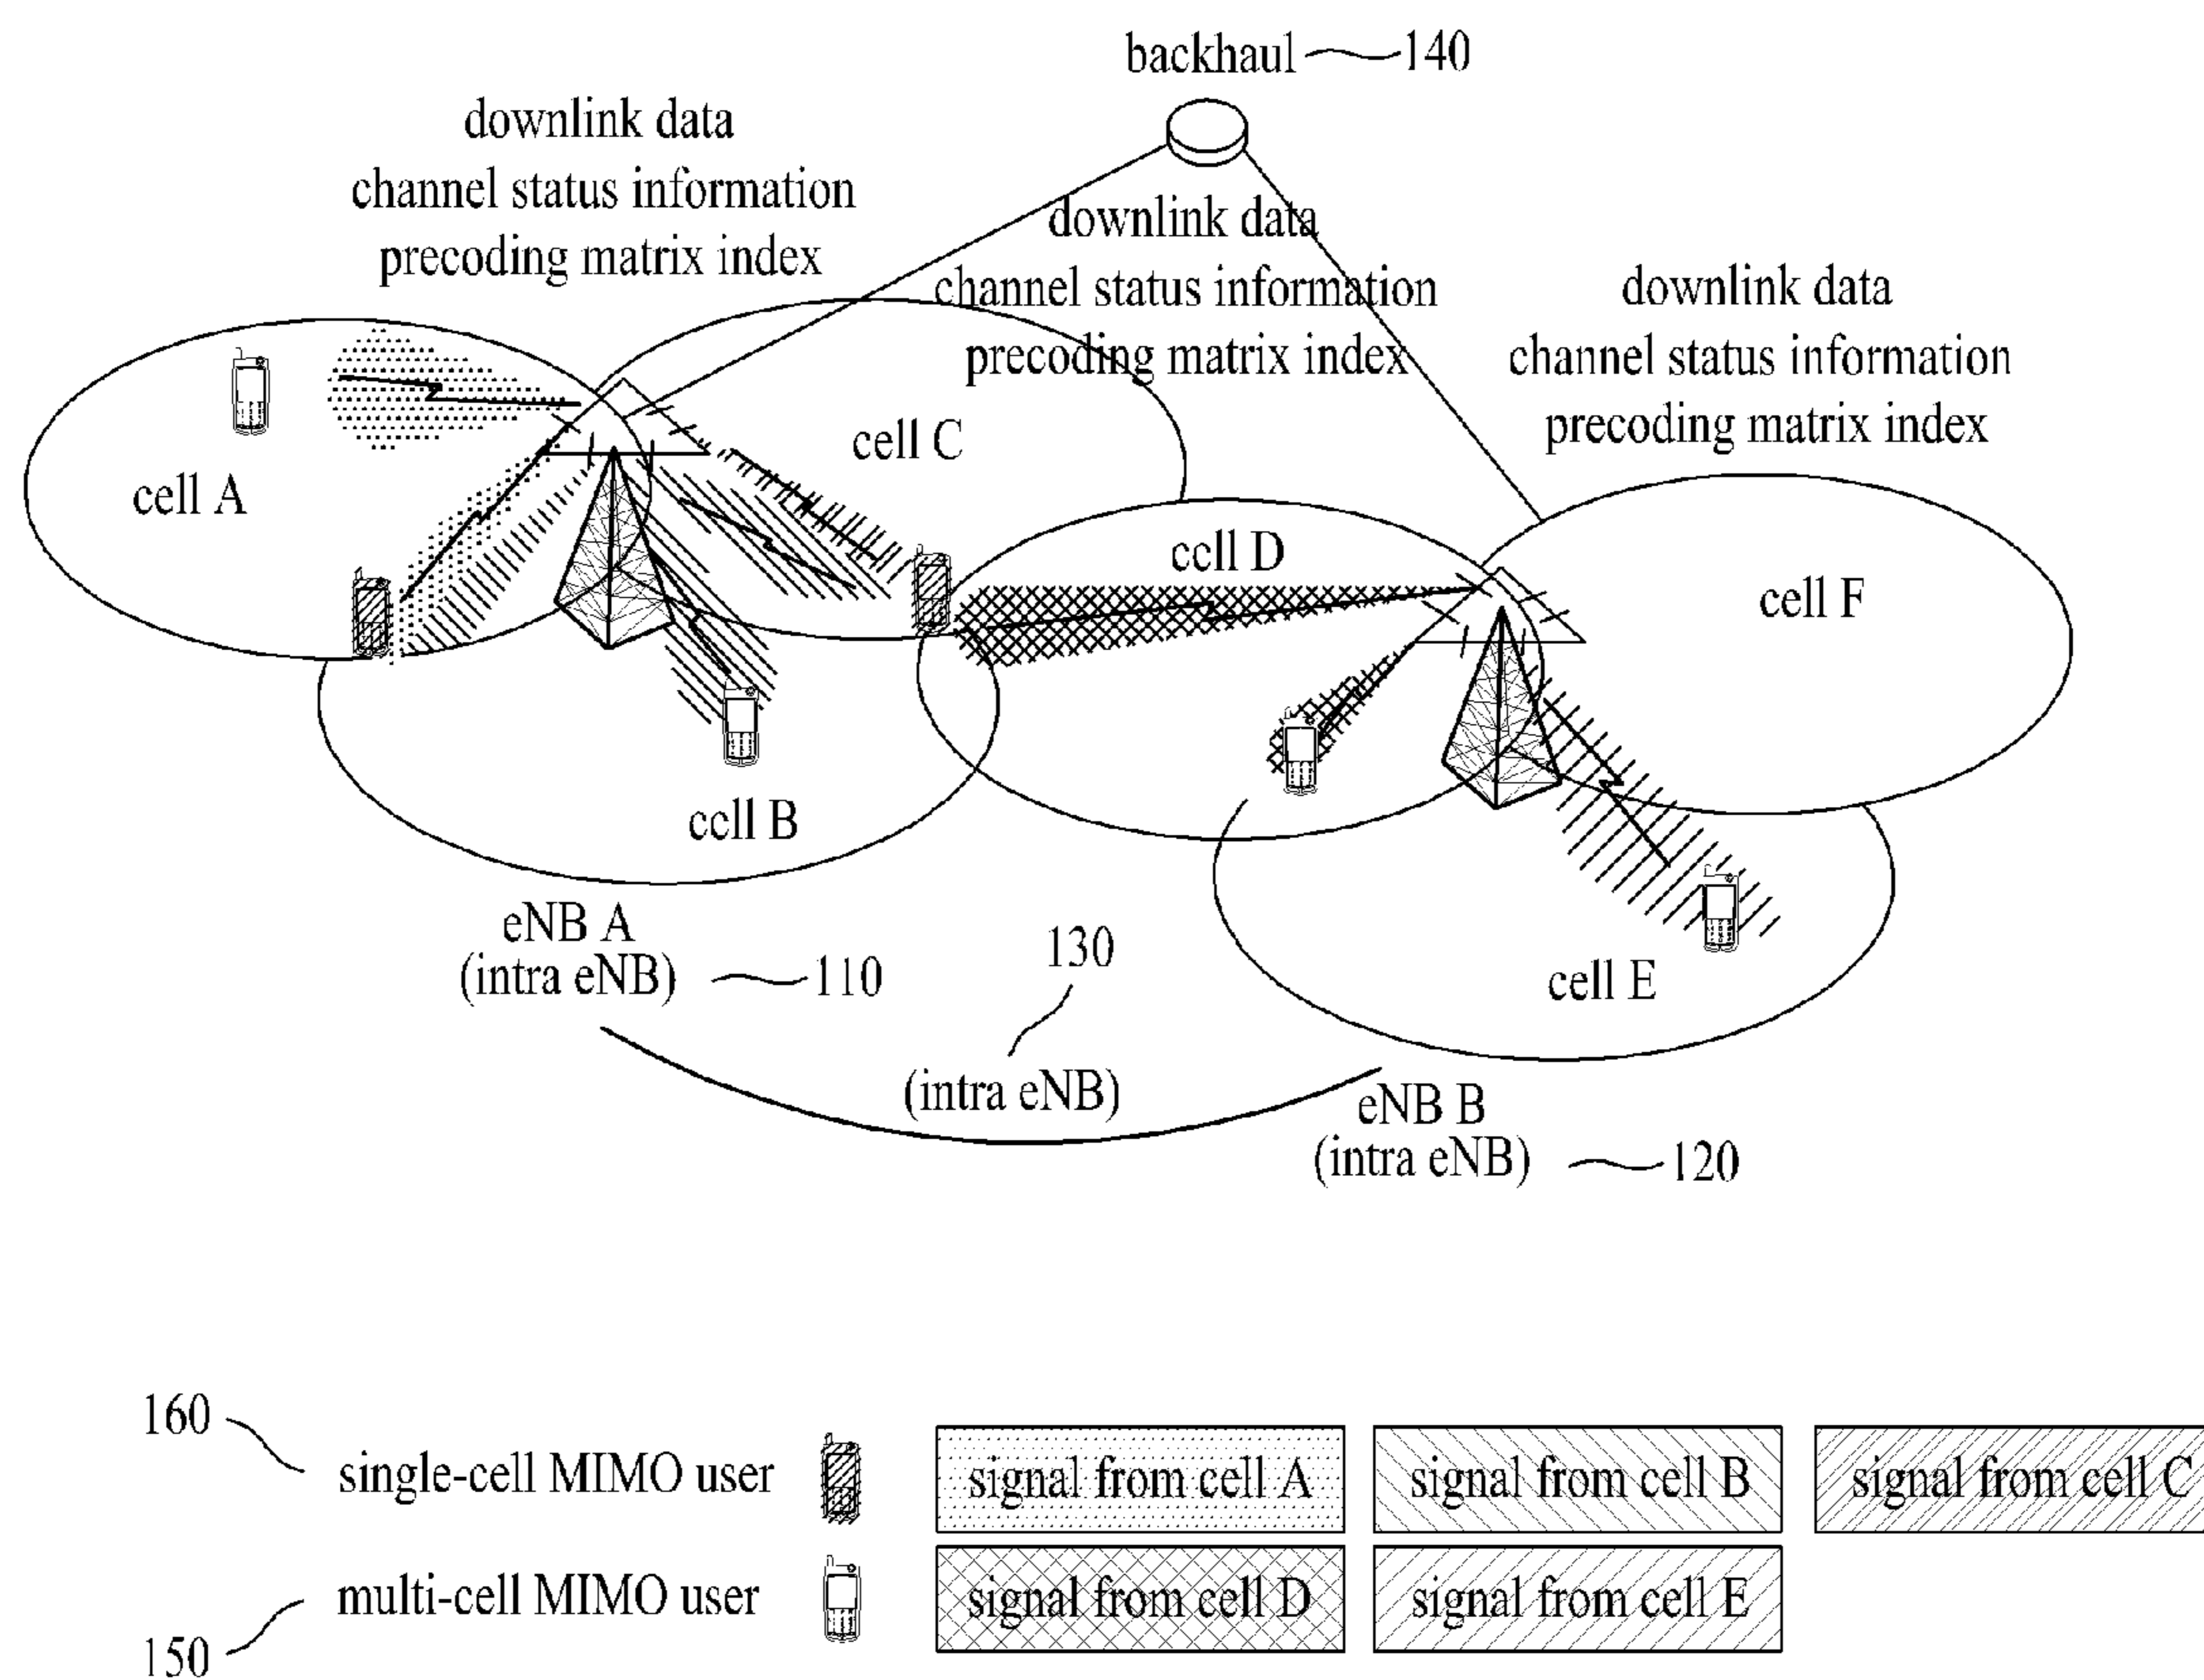 backhaul 140
downlink data
channel status information
precoding matrix index
downlink data
channel status information
precoding matrix index
downlink data
channel status information
precoding matrix index
cell A
cell C
cell D
cell F
cell B
cell E
eNB A
(intra eNB) 110
130
(intra eNB)
eNB B
(intra eNB) 120
160
single-cell MIMO user
signal from cell A
signal from cell B
signal from cell C
multi-cell MIMO user
signal from cell D
signal from cell E
150